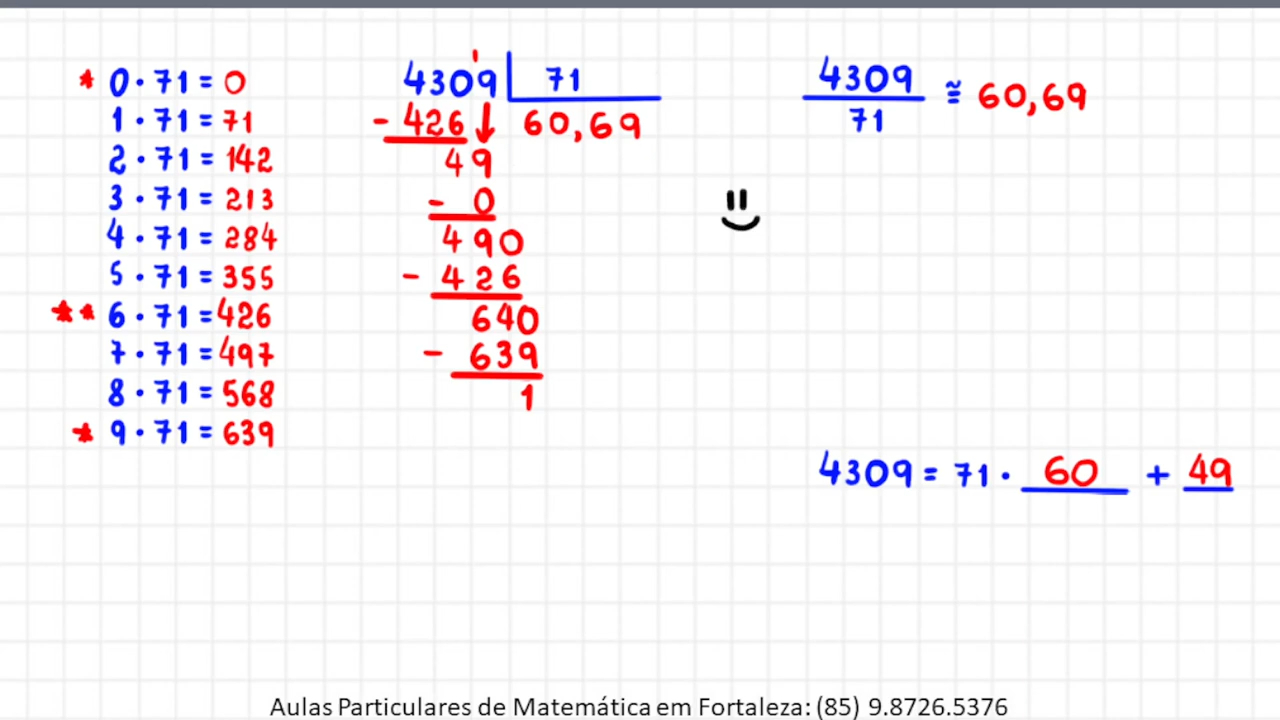 * 0 · 71 = 0
1 · 71 = 71
2 · 71 = 142
3 · 71 = 213
4 · 71 = 284
5 · 71 = 355
** 6 · 71 = 426
7 · 71 = 497
8 · 71 = 568
* 9 · 71 = 639
4309 71
- 426 60,69
49
- 0
490
- 426
640
- 639
1
4309
71
≅ 60,69
4309 = 71 · 60 + 49
Aulas Particulares de Matemática em Fortaleza: (85) 9.8726.5376